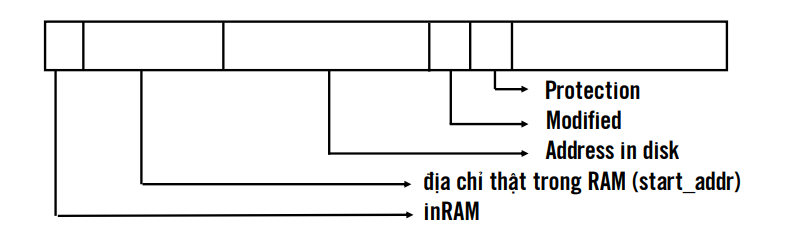 Protection
Modified
Address in disk
địa chỉ thật trong RAM (start_addr)
inRAM